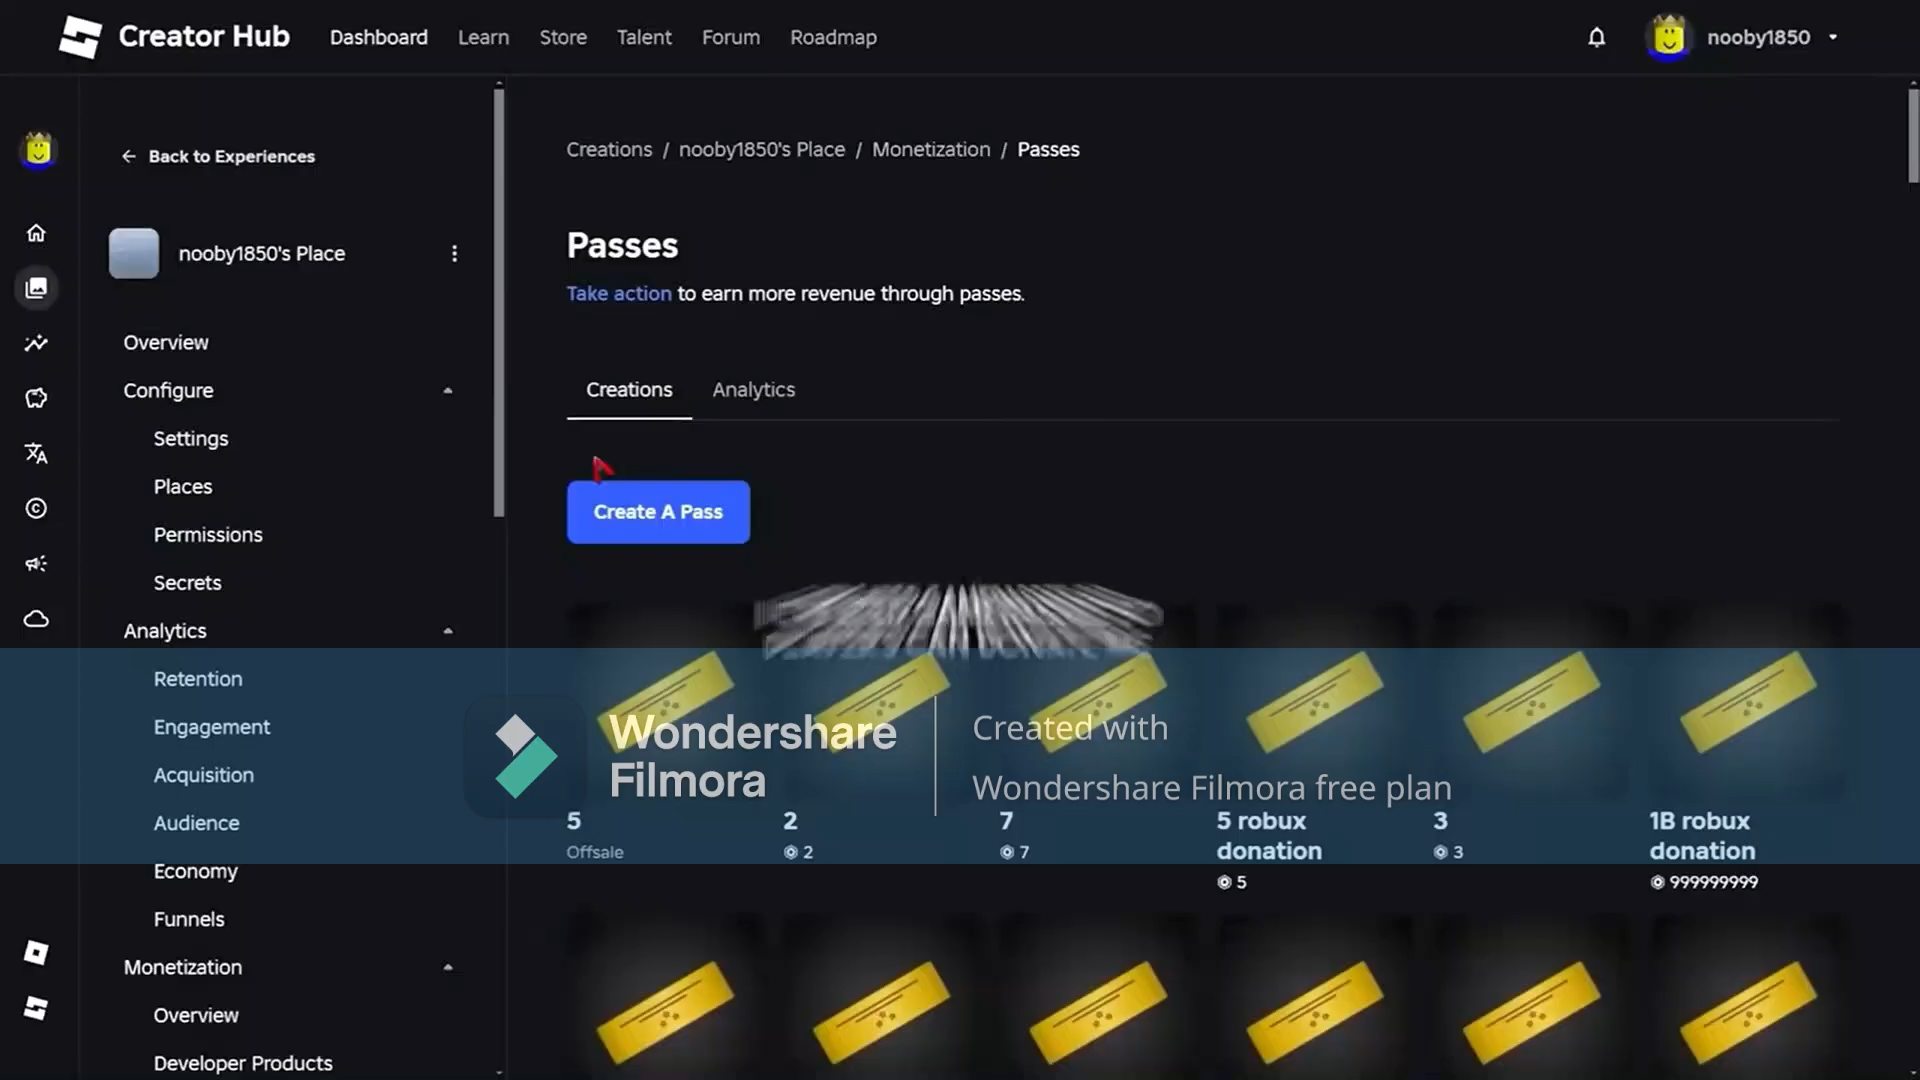 Creator Hub
Dashboard
Learn
Store
Talent
Forum
Roadmap
nooby1850
Back to Experiences
nooby1850's Place
Overview
Configure
Settings
Places
Permissions
Secrets
Analytics
Retention
Engagement
Acquisition
Audience
Economy
Funnels
Monetization
Overview
Developer Products
Creations / nooby1850's Place / Monetization / Passes
Passes
Take action to earn more revenue through passes.
Creations
Analytics
Create A Pass
Wondershare
Filmora
Created with
Wondershare Filmora free plan
5
Offsale
2
2
7
7
5 robux
donation
5
3
3
1B robux
donation
999999999